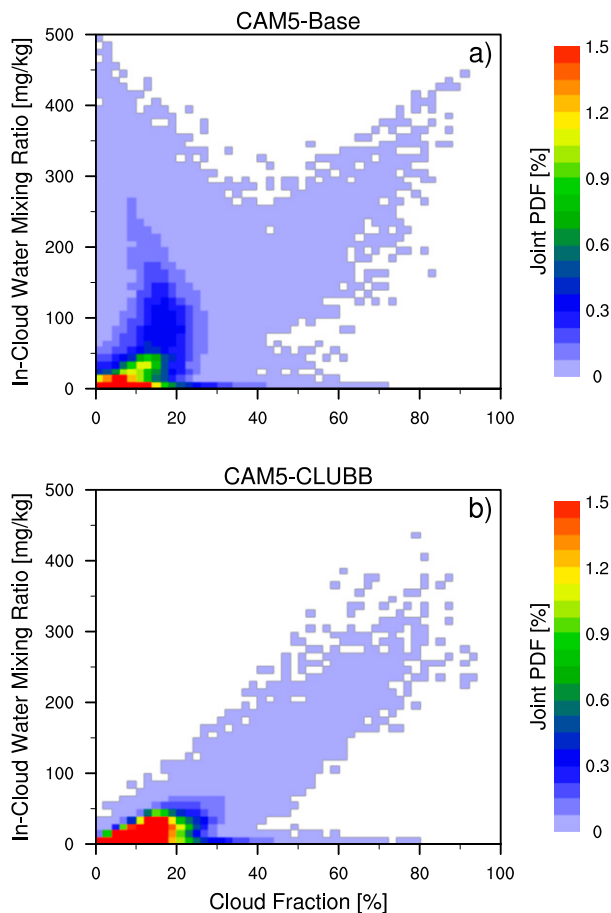 CAM5-Base
a)
In-Cloud Water Mixing Ratio [mg/kg]
500
400
300
200
100
0
0 20 40 60 80 100
Joint PDF [%]
1.5
1.2
0.9
0.6
0.3
0
CAM5-CLUBB
b)
In-Cloud Water Mixing Ratio [mg/kg]
500
400
300
200
100
0
0 20 40 60 80 100
Cloud Fraction [%]
Joint PDF [%]
1.5
1.2
0.9
0.6
0.3
0